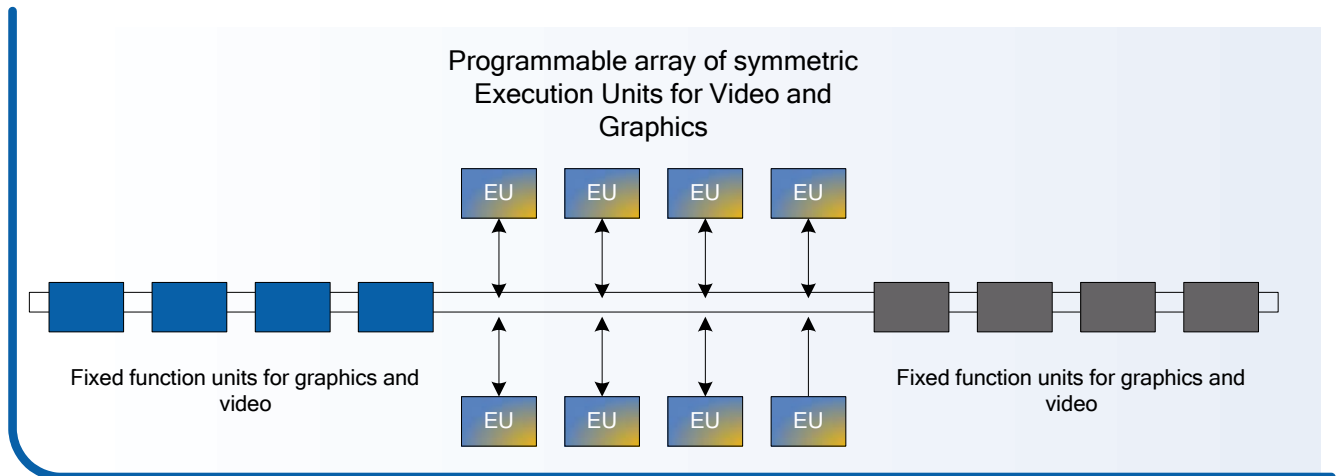 Programmable array of symmetric
Execution Units for Video and
Graphics
EU EU EU EU
Fixed function units for graphics and
video
Fixed function units for graphics and
video
EU EU EU EU